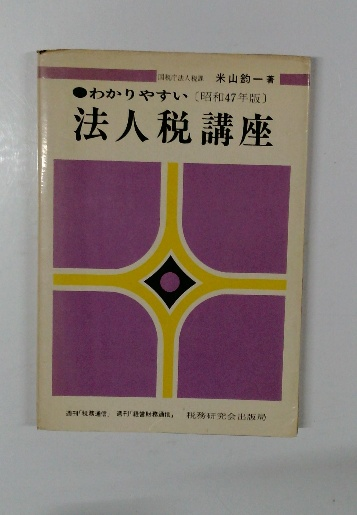 国税庁法人税課 米山鈞一著
●わかりやすい〔昭和47年版〕
法人税講座
週刊「税務通信」 週刊「経営財務通信」 税務研究会出版局